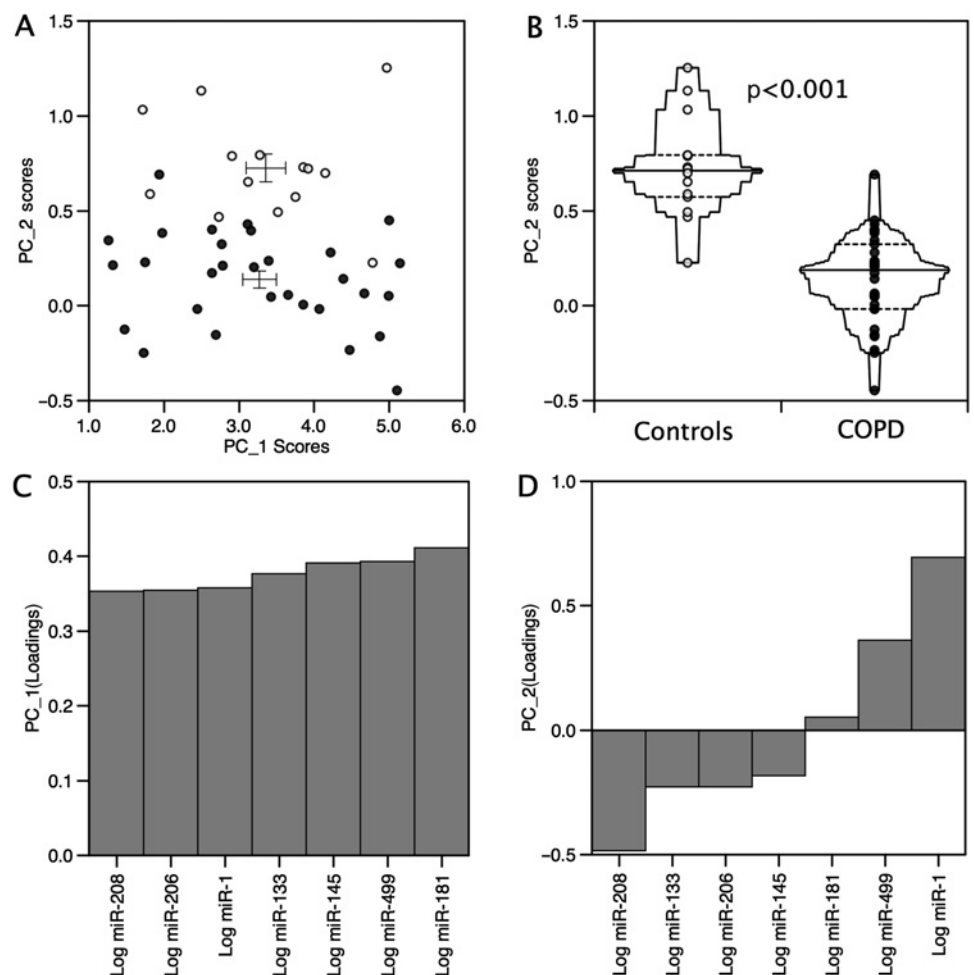 A
1.5
1.0
0.5
0.0
−0.5
PC_2 scores
1.0 2.0 3.0 4.0 5.0 6.0
PC_1 Scores
B
1.5
1.0
0.5
0.0
−0.5
PC_2 scores
p<0.001
Controls COPD
C
0.5
0.4
0.3
0.2
0.1
0.0
PC_1(Loadings)
Log miR-208
Log miR-206
Log miR-1
Log miR-133
Log miR-145
Log miR-499
Log miR-181
D
1.0
0.5
0.0
−0.5
PC_2(Loadings)
Log miR-208
Log miR-133
Log miR-206
Log miR-145
Log miR-181
Log miR-499
Log miR-1